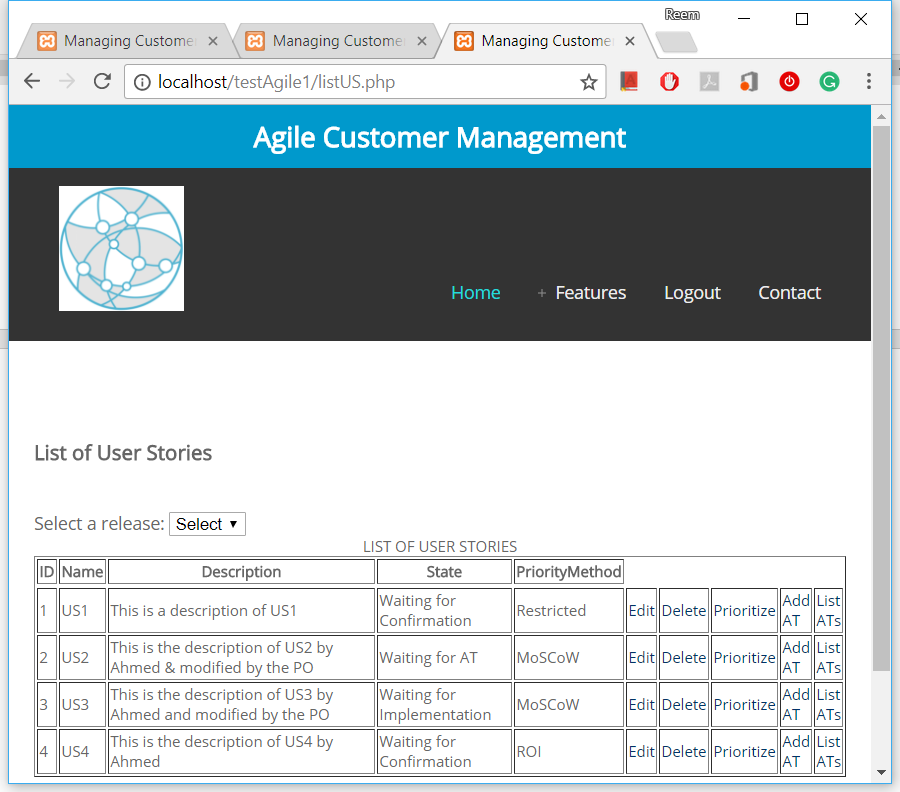 Reem
Managing Custome
Managing Custome
Managing Custome
localhost/testAgile1/listUS.php
Agile Customer Management
Home + Features Logout Contact
List of User Stories
Select a release: Select
LIST OF USER STORIES
ID Name Description State PriorityMethod
1 US1 This is a description of US1 Waiting for Confirmation Restricted Edit Delete Prioritize Add AT List ATs
2 US2 This is the description of US2 by Ahmed & modified by the PO Waiting for AT MoSCoW Edit Delete Prioritize Add AT List ATs
3 US3 This is the description of US3 by Ahmed and modified by the PO Waiting for Implementation MoSCoW Edit Delete Prioritize Add AT List ATs
4 US4 This is the description of US4 by Ahmed Waiting for Confirmation ROI Edit Delete Prioritize Add AT List ATs